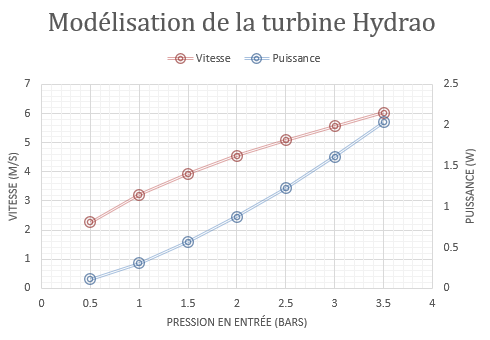 Modélisation de la turbine Hydrao
Vitesse Puissance
7 2.5
6
2
5
4 1.5
3 1
2
0.5
1
0 0
0 0.5 1 1.5 2 2.5 3 3.5 4
VITESSE (M/S)
PUISSANCE (W)
PRESSION EN ENTRÉE (BARS)